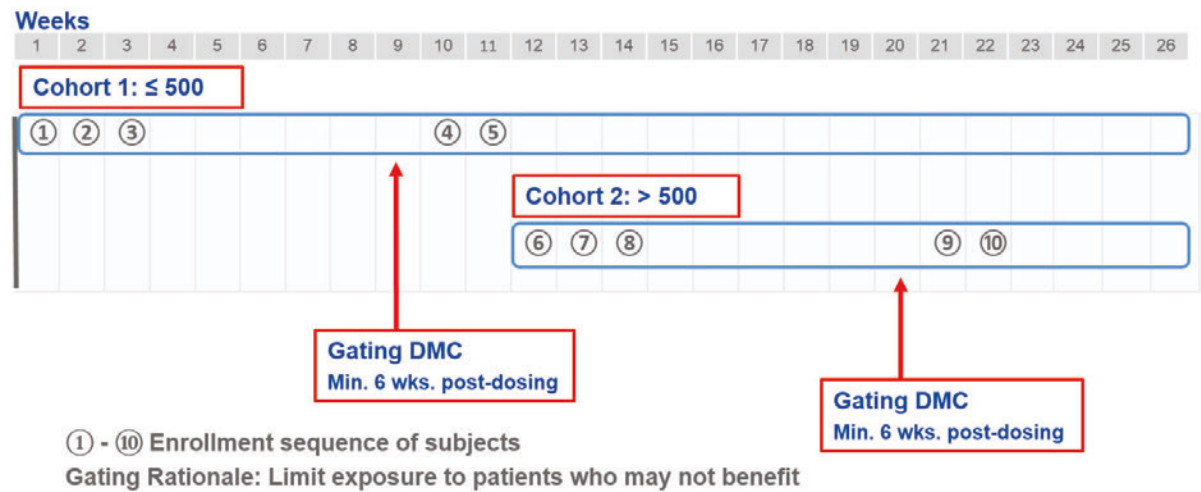 Weeks
1 2 3 4 5 6 7 8 9 10 11 12 13 14 15 16 17 18 19 20 21 22 23 24 25 26
Cohort 1: ≤ 500
① ② ③ ④ ⑤
Cohort 2: > 500
⑥ ⑦ ⑧ ⑨ ⑩
Gating DMC
Min. 6 wks. post-dosing
Gating DMC
Min. 6 wks. post-dosing
① - ⑩ Enrollment sequence of subjects
Gating Rationale: Limit exposure to patients who may not benefit